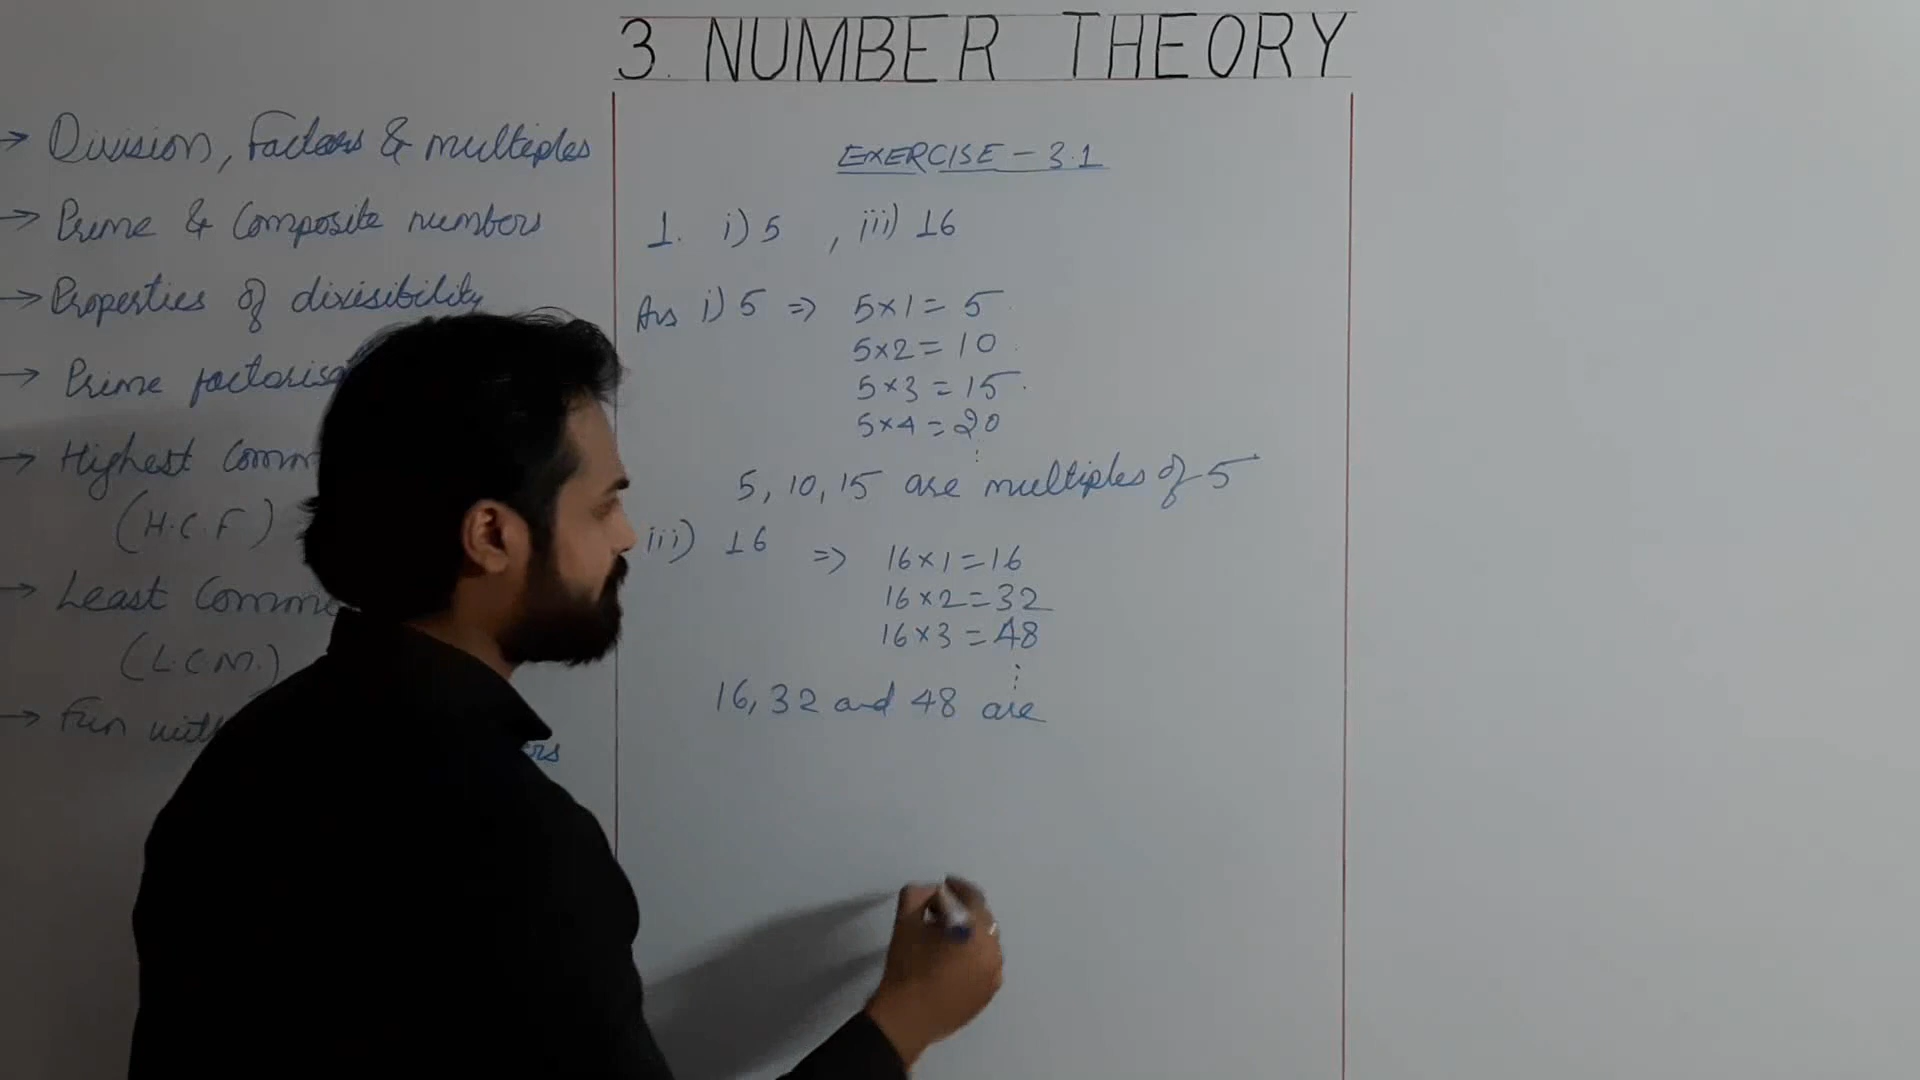 3. NUMBER THEORY
→ Division, Factors & multiples
→ Prime & Composite numbers
→ Properties of divisibility
→ Prime
→ Highest
(H.C.F)
→ Least
(L.C.M.)
→ Fun
EXERCISE - 3.1
1. i) 5 , iii) 16
Ans i) 5 ⇒ 5×1 = 5
5×2 = 10
5×3 = 15
5×4 = 20
5, 10, 15 are multiples of 5
iii) 16 ⇒ 16×1=16
16×2=32
16×3=48
16, 32 and 48 are